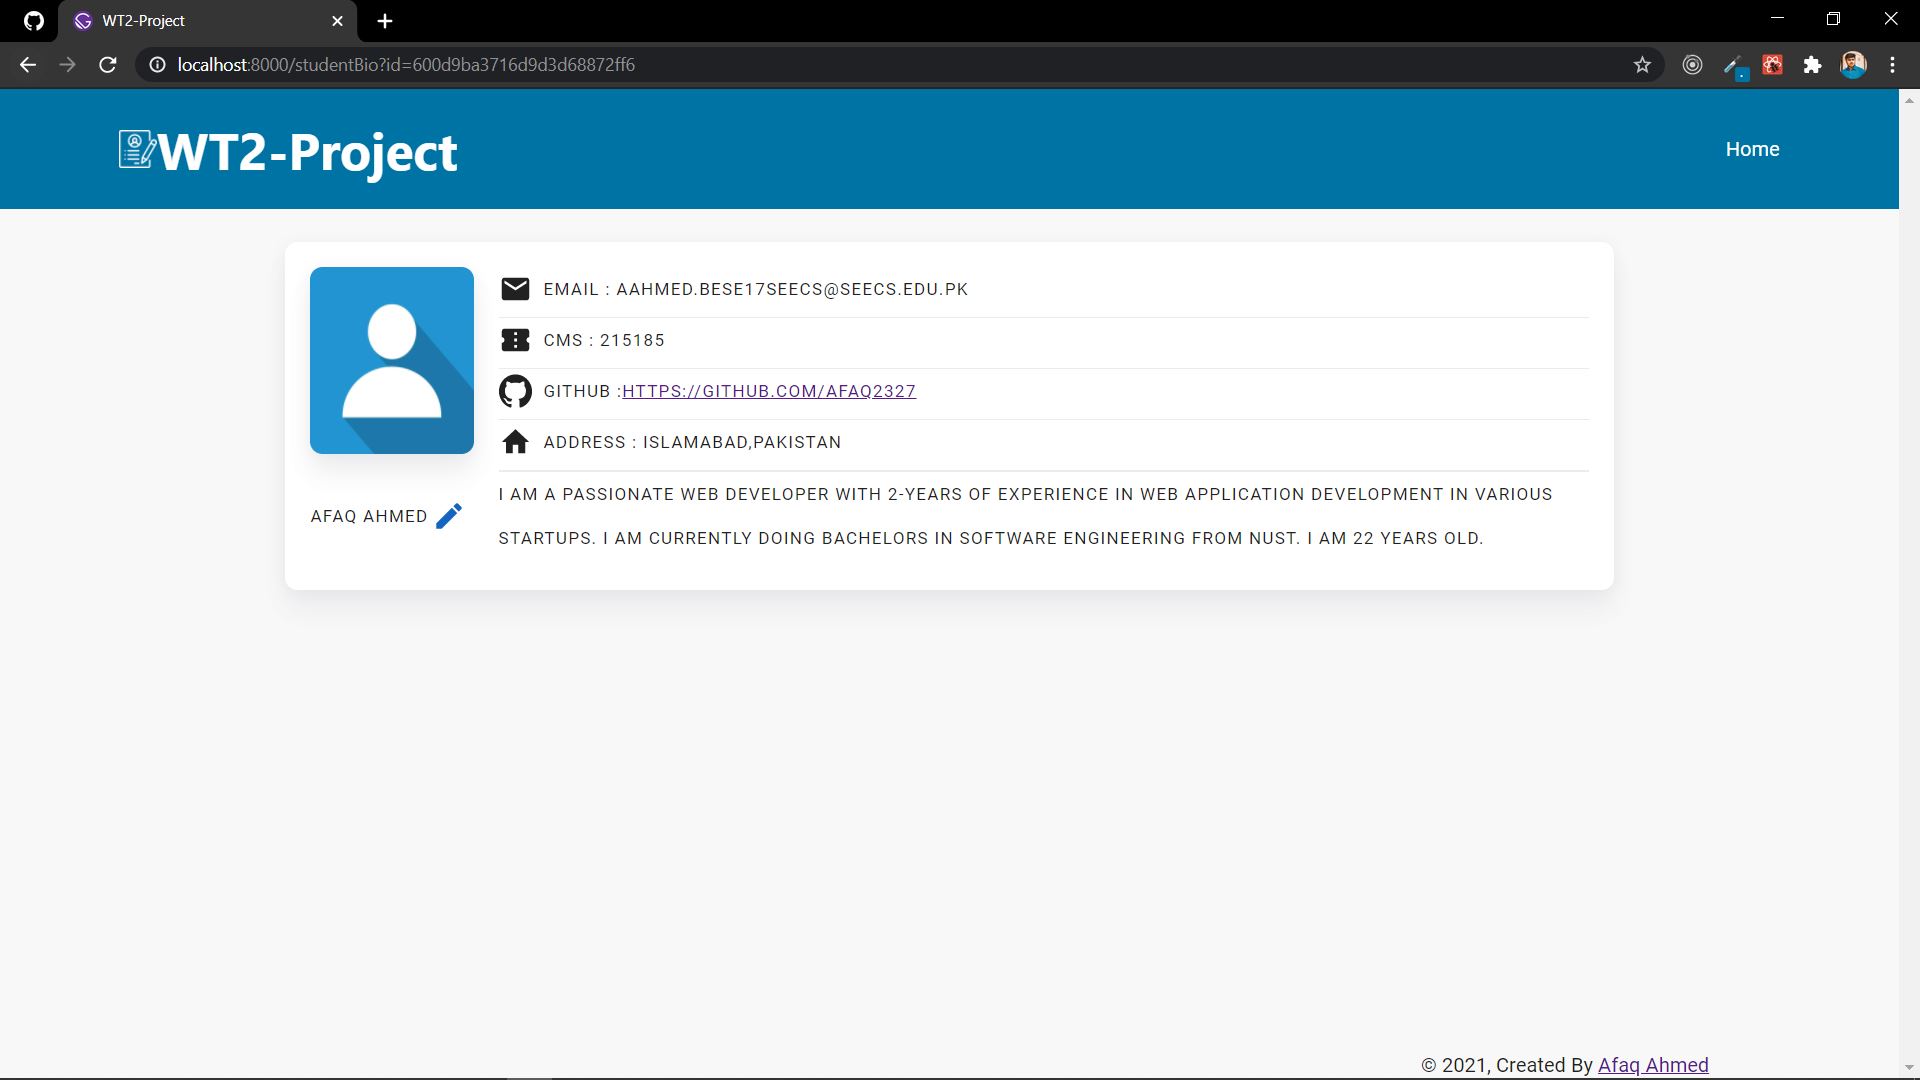 WT2-Project
localhost:8000/studentBio?id=600d9ba3716d9d3d68872ff6
WT2-Project
Home
EMAIL : AAHMED.BESE17SEECS@SEECS.EDU.PK
CMS : 215185
GITHUB :HTTPS://GITHUB.COM/AFAQ2327
ADDRESS : ISLAMABAD,PAKISTAN
I AM A PASSIONATE WEB DEVELOPER WITH 2-YEARS OF EXPERIENCE IN WEB APPLICATION DEVELOPMENT IN VARIOUS
STARTUPS. I AM CURRENTLY DOING BACHELORS IN SOFTWARE ENGINEERING FROM NUST. I AM 22 YEARS OLD.
AFAQ AHMED
© 2021, Created By Afaq Ahmed